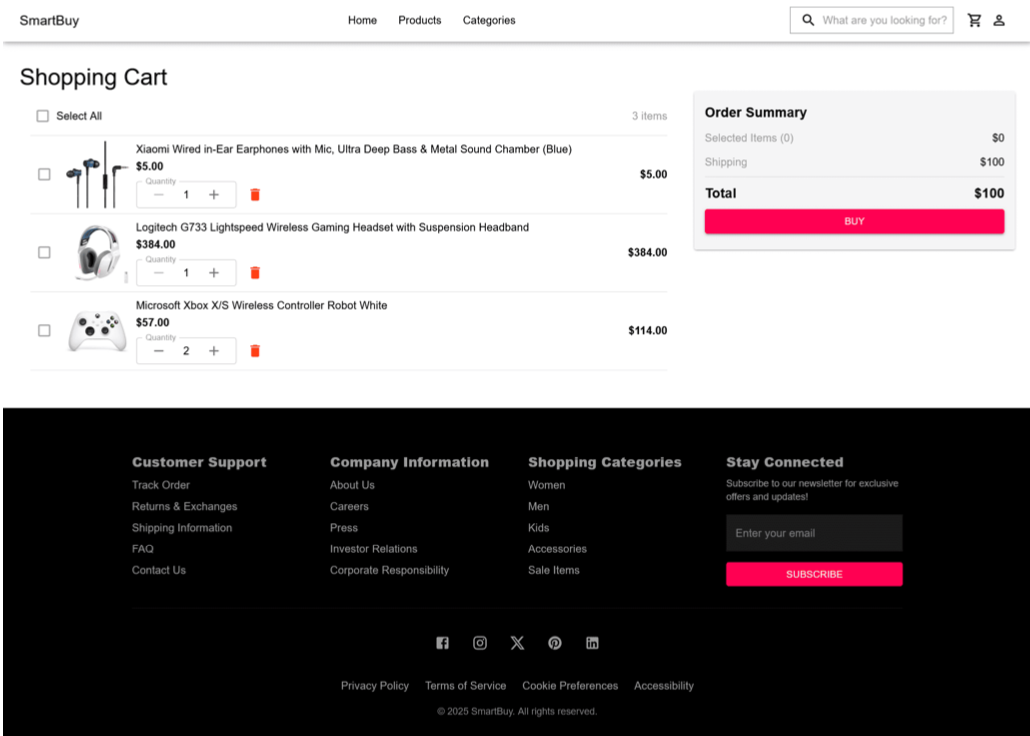 SmartBuy
Home Products Categories
What are you looking for?
Shopping Cart
Select All
3 items
Xiaomi Wired in-Ear Earphones with Mic, Ultra Deep Bass & Metal Sound Chamber (Blue)
$5.00
Quantity
1
$5.00
Logitech G733 Lightspeed Wireless Gaming Headset with Suspension Headband
$384.00
Quantity
1
$384.00
Microsoft Xbox X/S Wireless Controller Robot White
$57.00
Quantity
2
$114.00
Order Summary
Selected Items (0) $0
Shipping $100
Total $100
BUY
Customer Support
Track Order
Returns & Exchanges
Shipping Information
FAQ
Contact Us
Company Information
About Us
Careers
Press
Investor Relations
Corporate Responsibility
Shopping Categories
Women
Men
Kids
Accessories
Sale Items
Stay Connected
Subscribe to our newsletter for exclusive
offers and updates!
Enter your email
SUBSCRIBE
Privacy Policy Terms of Service Cookie Preferences Accessibility
© 2025 SmartBuy. All rights reserved.